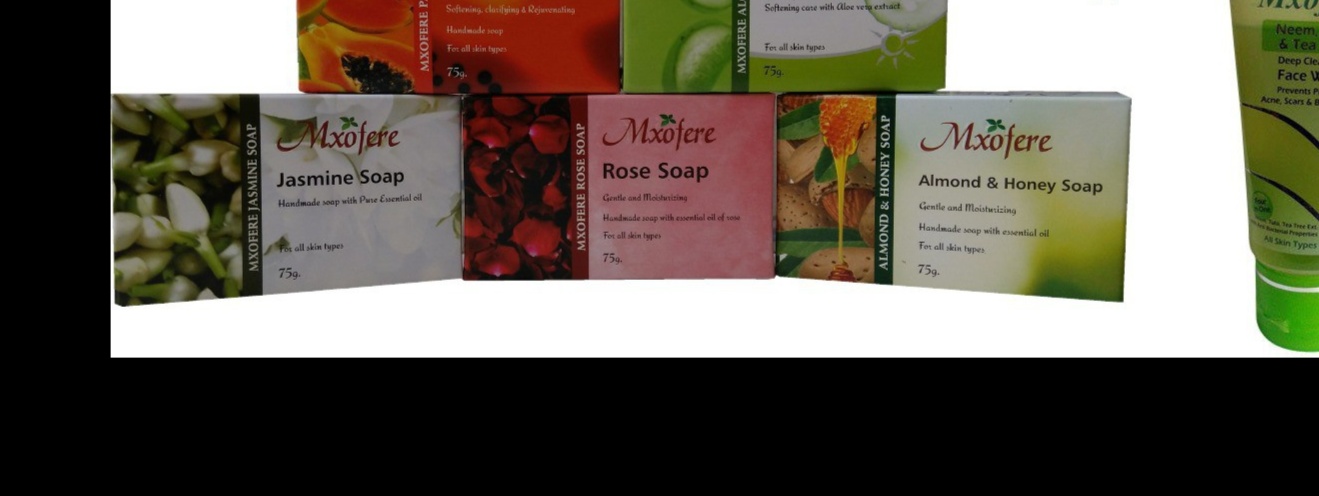 Softening, clarifying & Rejuvenating
Handmade soap
For all skin types
75g.
Softening care with Aloe vera extract
For all skin types
75g.
MXOFERE JASMINE SOAP
Mxofere
Jasmine Soap
Handmade soap with Pure Essential oil
For all skin types
75g.
MXOFERE ROSE SOAP
Mxofere
Rose Soap
Gentle and Moisturizing
Handmade soap with essential oil of rose
For all skin types
75g.
ALMOND & HONEY SOAP
Mxofere
Almond & Honey Soap
Gentle and Moisturizing
Handmade soap with essential oil
For all skin types
75g.
Neem,
& Tea
Deep Cle
Face W
Prevents P
Acne, Scars & B
All Skin Types